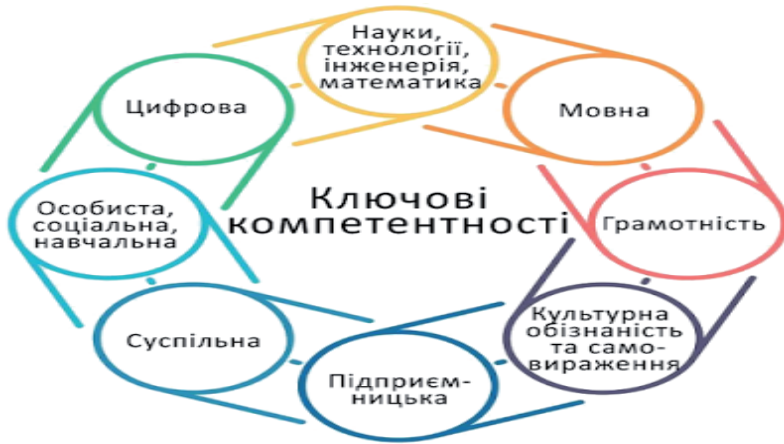 Ключові
компетентності
Науки,
технології,
інженерія,
математика
Мовна
Грамотність
Культурна
обізнаність
та само-
вираження
Підприєм-
ницька
Суспільна
Особиста,
соціальна,
навчальна
Цифрова